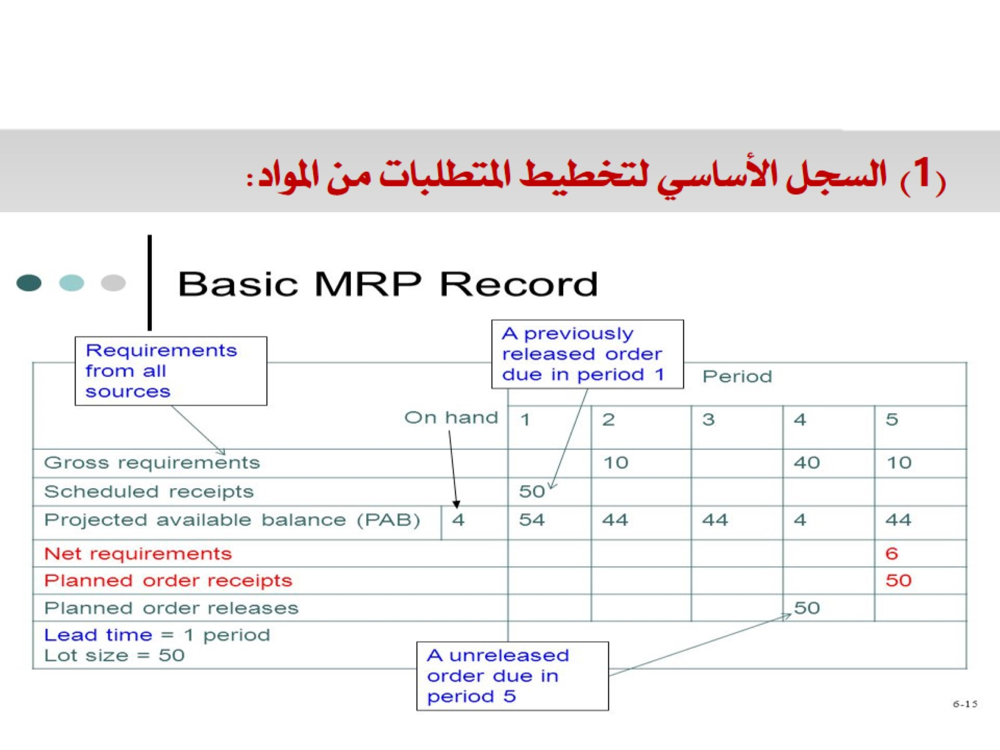 (1) السجل الأساسي لتخطيط المتطلبات من المواد:
Basic MRP Record
Requirements
from all
sources
A previously
released order
due in period 1
Period
On hand 1 2 3 4 5
Gross requirements 10 40 10
Scheduled receipts 50
Projected available balance (PAB) 4 54 44 44 4 44
Net requirements 6
Planned order receipts 50
Planned order releases 50
Lead time = 1 period
Lot size = 50
A unreleased
order due in
period 5
6-15